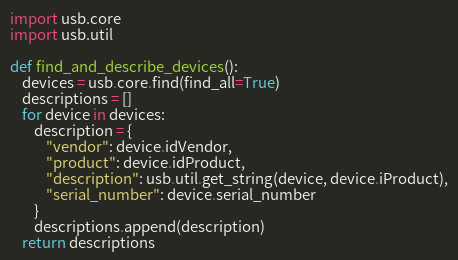 import usb.core
import usb.util

def find_and_describe_devices():
    devices = usb.core.find(find_all=True)
    descriptions = []
    for device in devices:
        description = {
            "vendor": device.idVendor,
            "product": device.idProduct,
            "description": usb.util.get_string(device, device.iProduct),
            "serial_number": device.serial_number
        }
        descriptions.append(description)
    return descriptions